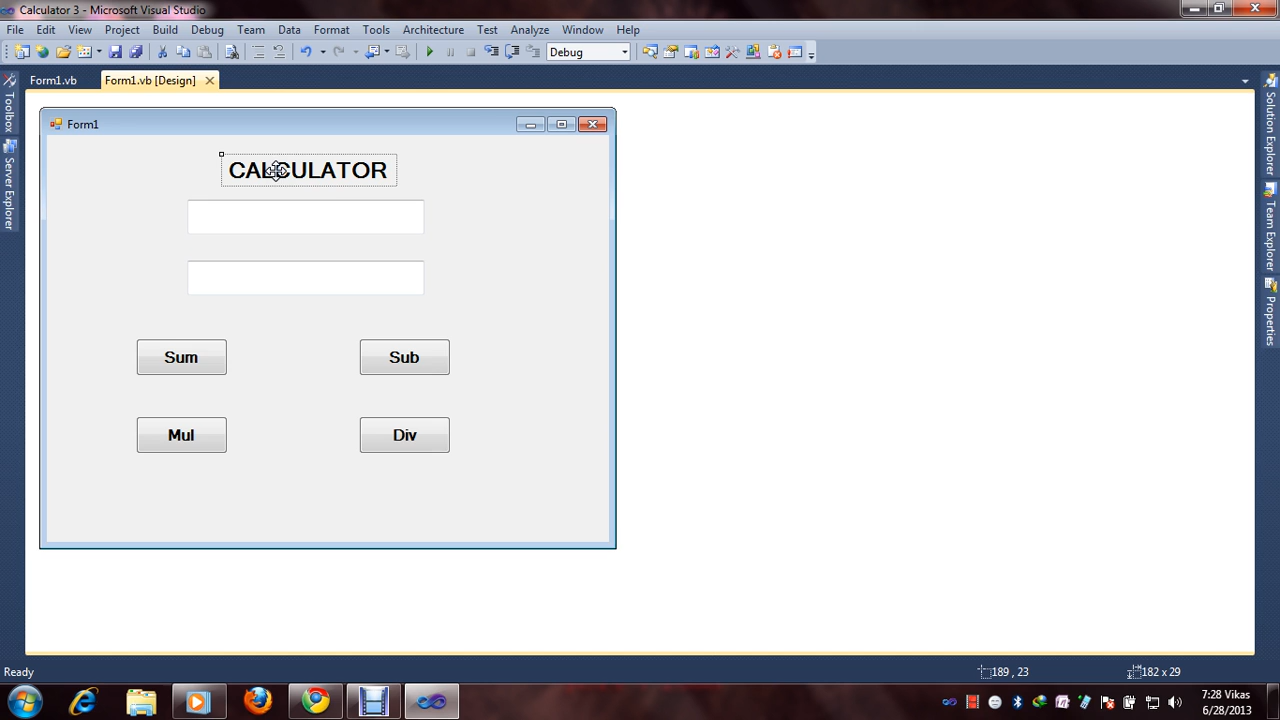 Calculator 3 - Microsoft Visual Studio
File Edit View Project Build Debug Team Data Format Tools Architecture Test Analyze Window Help
Debug
Form1.vb Form1.vb [Design]
Toolbox
Server Explorer
Form1
CALCULATOR
Sum Sub
Mul Div
Solution Explorer
Team Explorer
Properties
Ready 189 , 23 182 x 29
7:28 Vikas
6/28/2013